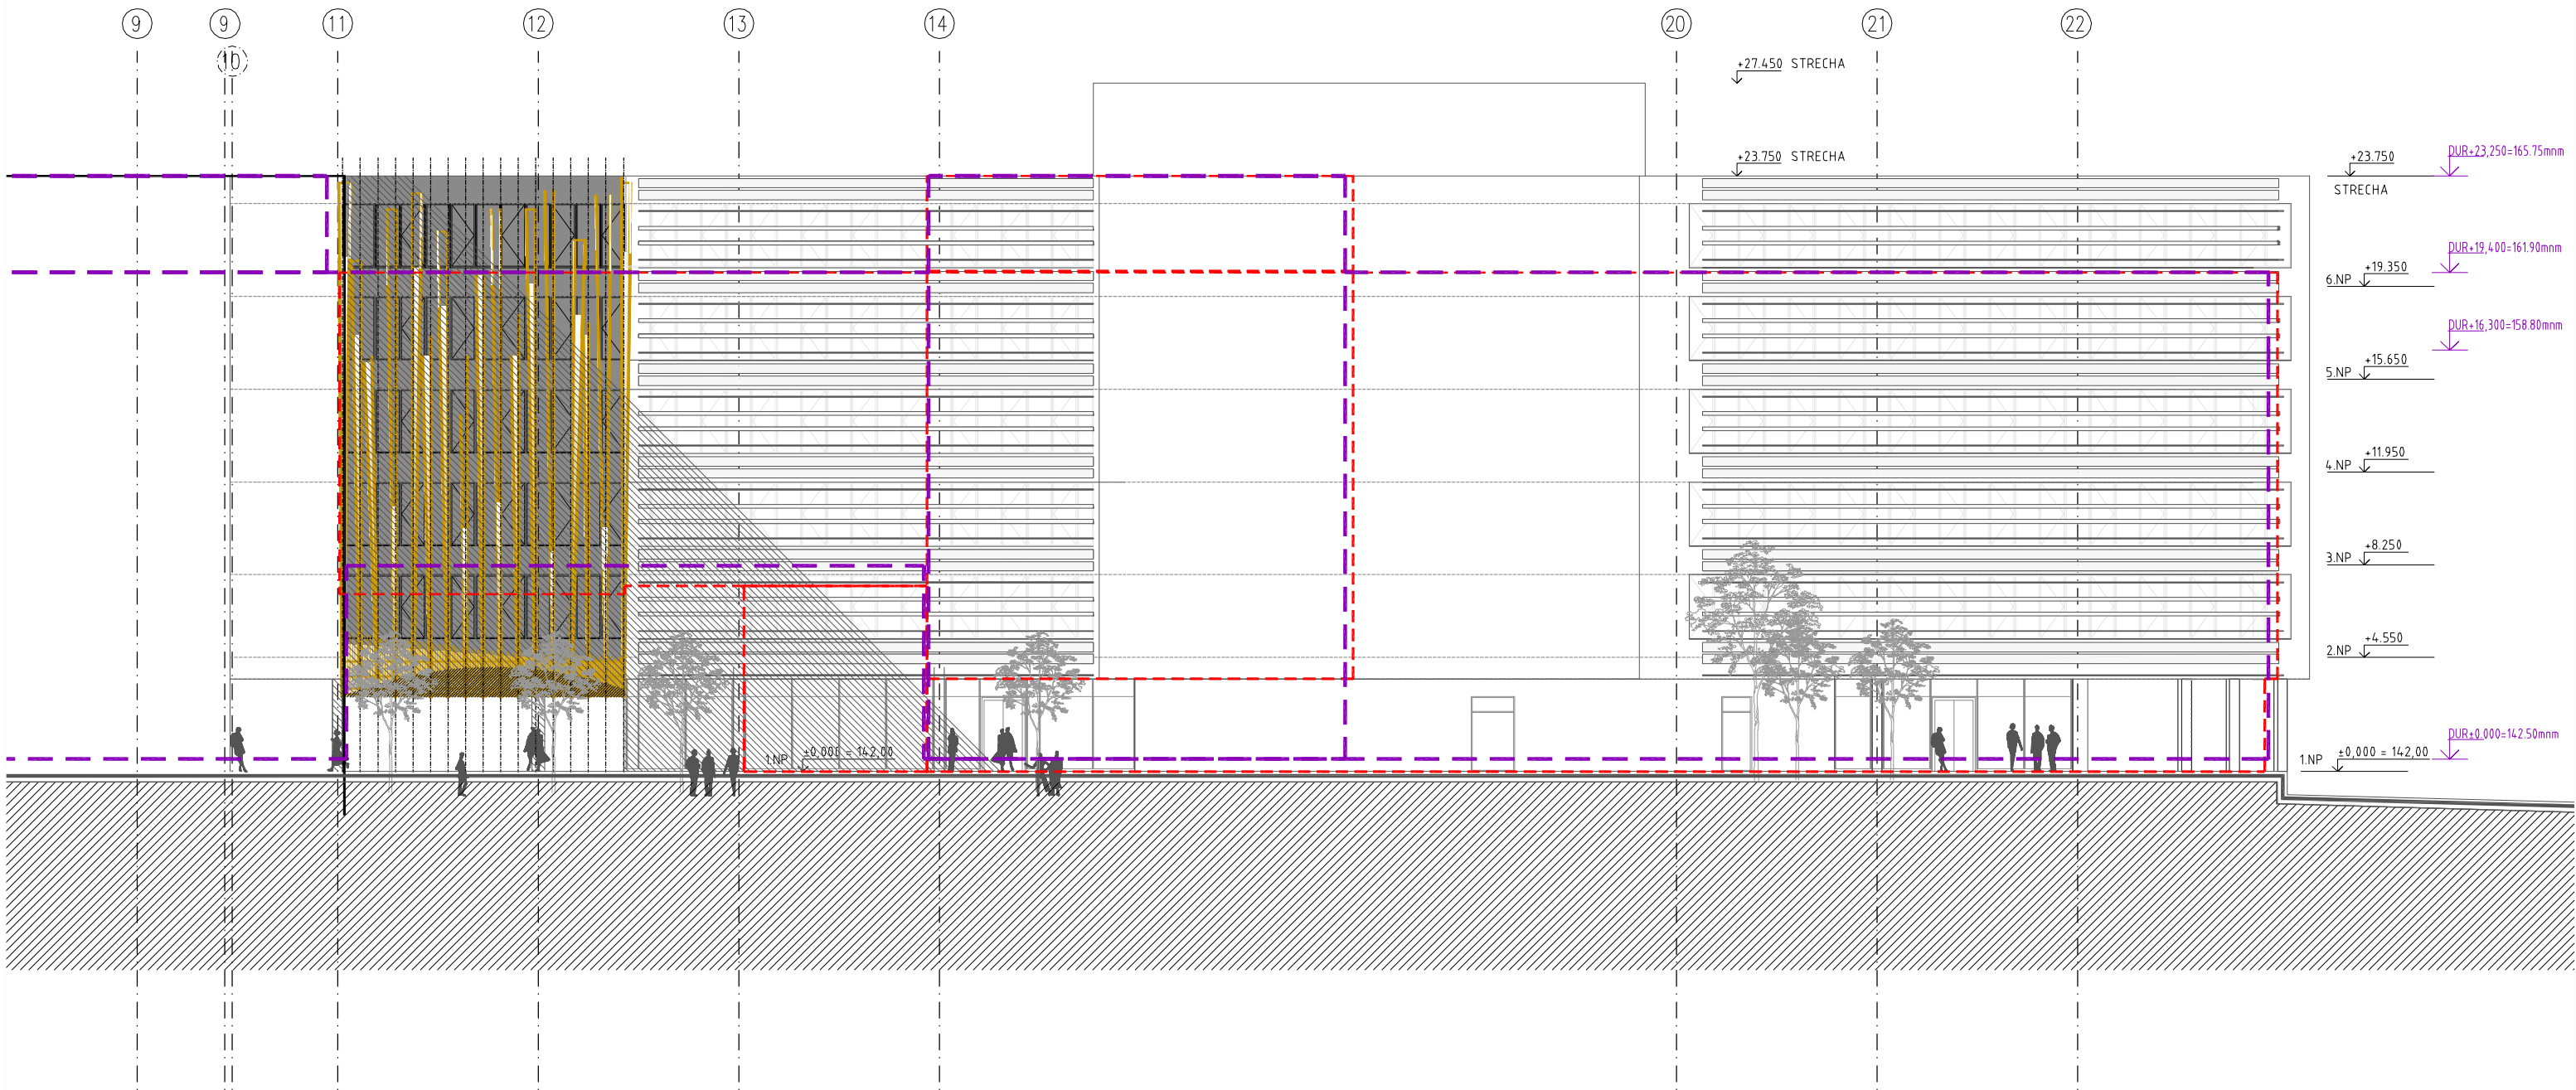 9
9
10
11
12
13
14
20
21
22
+27.450 STRECHA
+23.750 STRECHA
+23.750
STRECHA
DUR+23,250=165.75mnm
DUR+19,400=161.90mnm
6.NP +19.350
DUR+16,300=158.80mnm
5.NP +15.650
4.NP +11.950
3.NP +8.250
2.NP +4.550
DUR±0.000=142.50mnm
1.NP ±0,000 = 142,00
1.NP ±0,000 = 142,00